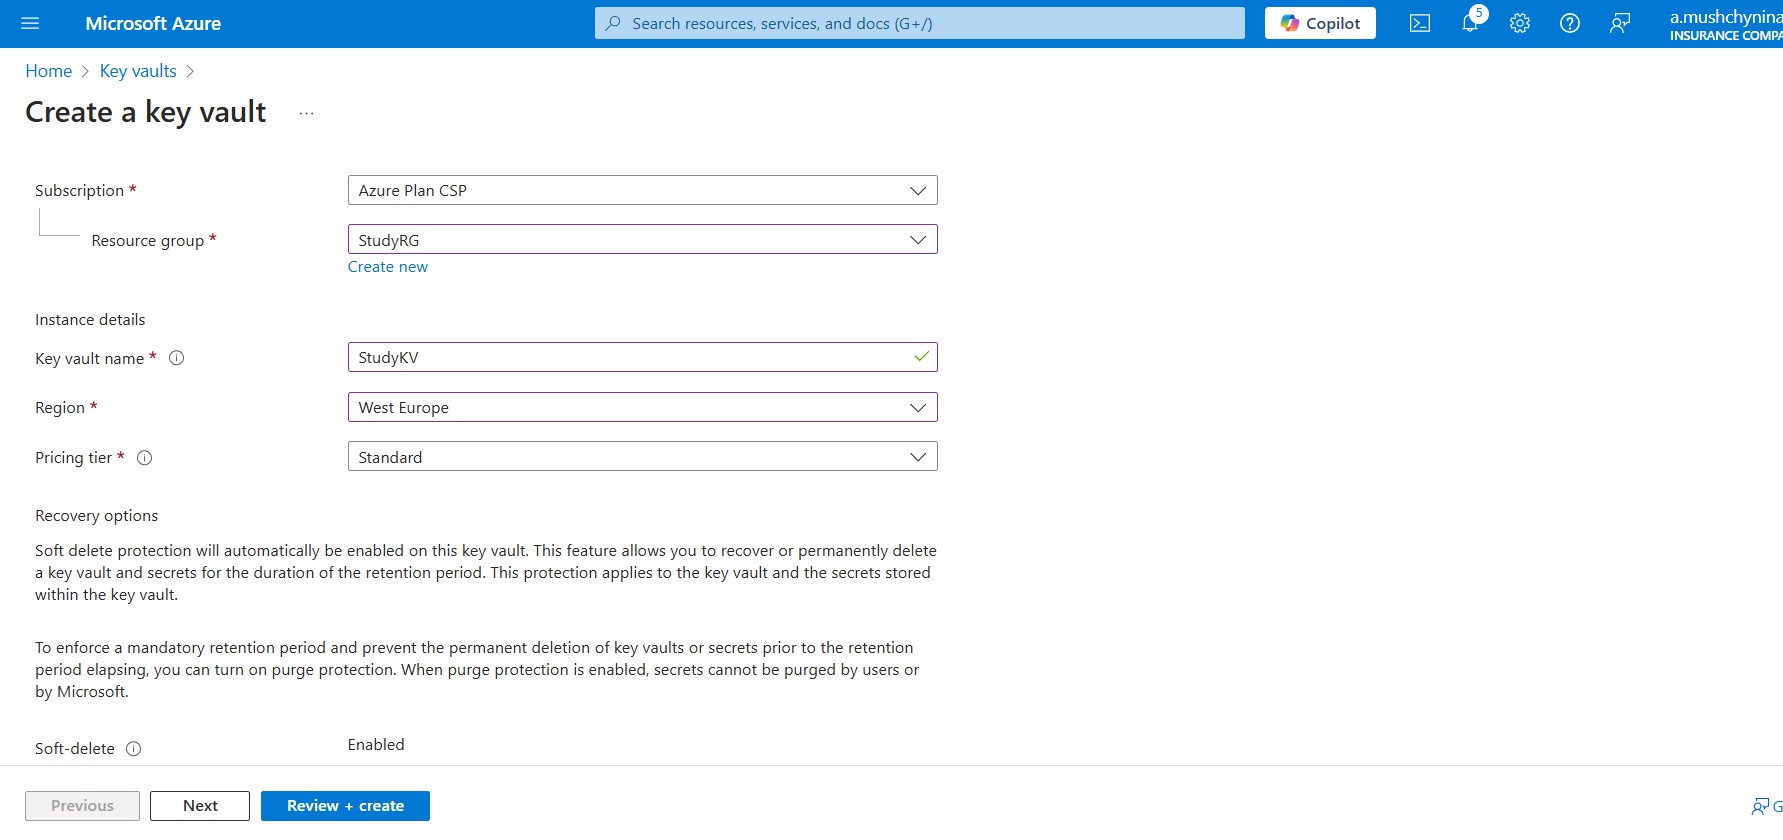 Microsoft Azure
Search resources, services, and docs (G+/)
Copilot
5
a.mushchynina
INSURANCE COMPA
Home > Key vaults >
Create a key vault ...
Subscription *
Azure Plan CSP
Resource group *
StudyRG
Create new
Instance details
Key vault name *
StudyKV
Region *
West Europe
Pricing tier *
Standard
Recovery options
Soft delete protection will automatically be enabled on this key vault. This feature allows you to recover or permanently delete
a key vault and secrets for the duration of the retention period. This protection applies to the key vault and the secrets stored
within the key vault.
To enforce a mandatory retention period and prevent the permanent deletion of key vaults or secrets prior to the retention
period elapsing, you can turn on purge protection. When purge protection is enabled, secrets cannot be purged by users or
by Microsoft.
Soft-delete
Enabled
Previous
Next
Review + create
G